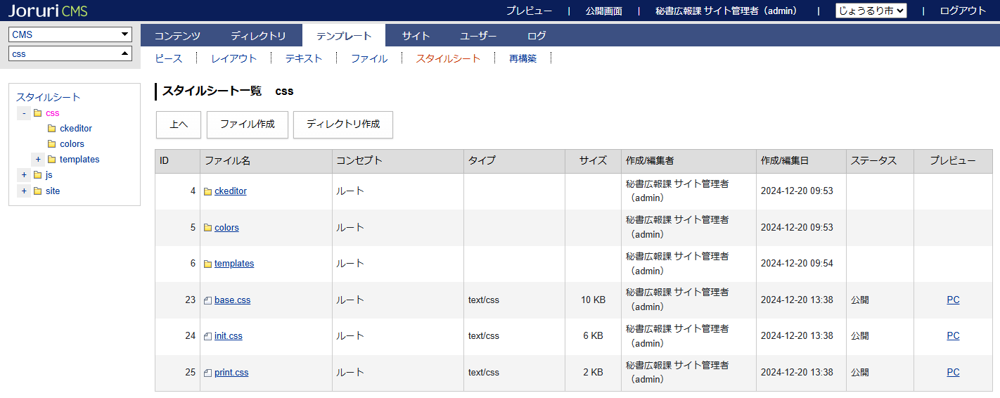 Joruri CMS プレビュー | 公開画面 | 秘書広報課 サイト管理者（admin） | じょうるり市 | ログアウト
CMS
css
コンテンツ ディレクトリ テンプレート サイト ユーザー ログ
ピース レイアウト テキスト ファイル スタイルシート 再構築
スタイルシート
- css
ckeditor
colors
+ templates
+ js
+ site
スタイルシート一覧 css
上へ ファイル作成 ディレクトリ作成
ID ファイル名 コンセプト タイプ サイズ 作成/編集者 作成/編集日 ステータス プレビュー
4 ckeditor ルート 秘書広報課 サイト管理者（admin） 2024-12-20 09:53
5 colors ルート 秘書広報課 サイト管理者（admin） 2024-12-20 09:53
6 templates ルート 秘書広報課 サイト管理者（admin） 2024-12-20 09:54
23 base.css ルート text/css 10 KB 秘書広報課 サイト管理者（admin） 2024-12-20 13:38 公開 PC
24 init.css ルート text/css 6 KB 秘書広報課 サイト管理者（admin） 2024-12-20 13:38 公開 PC
25 print.css ルート text/css 2 KB 秘書広報課 サイト管理者（admin） 2024-12-20 13:38 公開 PC